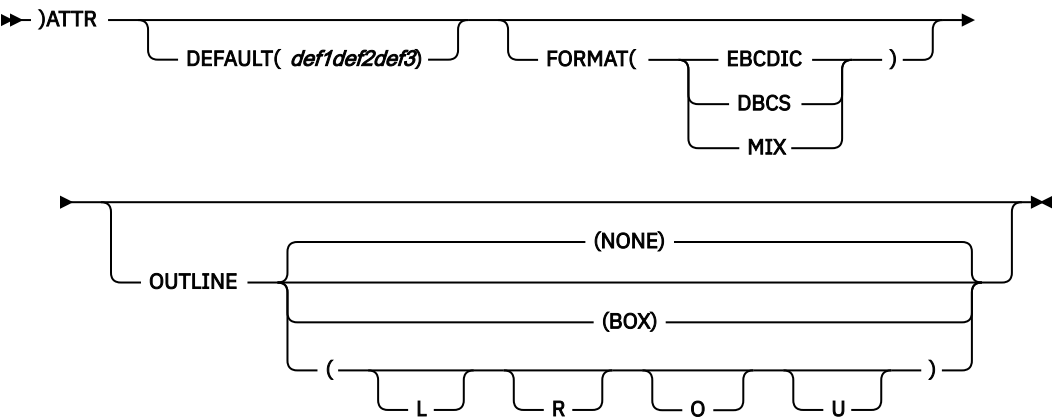 )ATTR
DEFAULT( def1def2def3) FORMAT( EBCDIC )
DBCS
MIX
(NONE)
OUTLINE
(BOX)
( )
L R O U